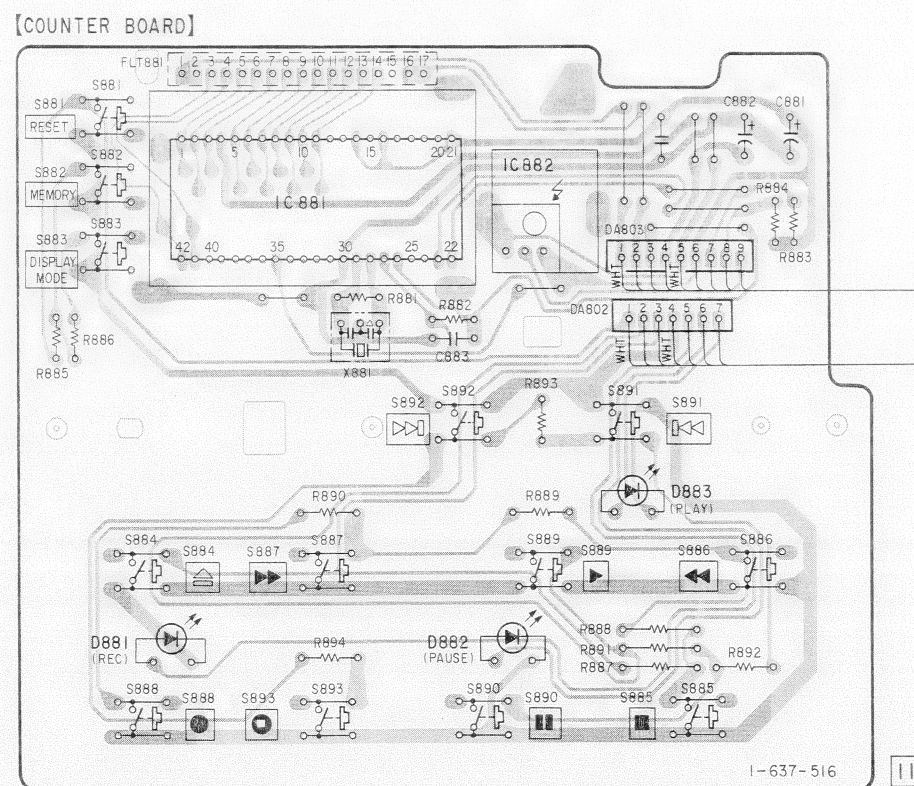 [COUNTER BOARD]
FLT881
1 2 3 4 5 6 7 8 9 10 11 12 13 14 15 16 17
S881
S881
RESET
C882
C881
1 5 10 15 20 21
IC881
42 40 35 30 25 22
IC882
S882
S882
MEMORY
R884
S883
S883
DISPLAY
MODE
DA803
1 2 3 4 5 6 7 8 9
WHT
WHT
R883
R881
R882
DA802
1 2 3 4 5 6 7
WHT
WHT
R886
R885
X881
C883
S892
S892
R893
S891
S891
R890
R889
D883
(PLAY)
S884
S884
S887
S887
S889
S889
S886
S886
D881
(REC)
R894
D882
(PAUSE)
R888
R891
R887
R892
S888
S888
S893
S893
S890
S890
S885
S885
1-637-516
11